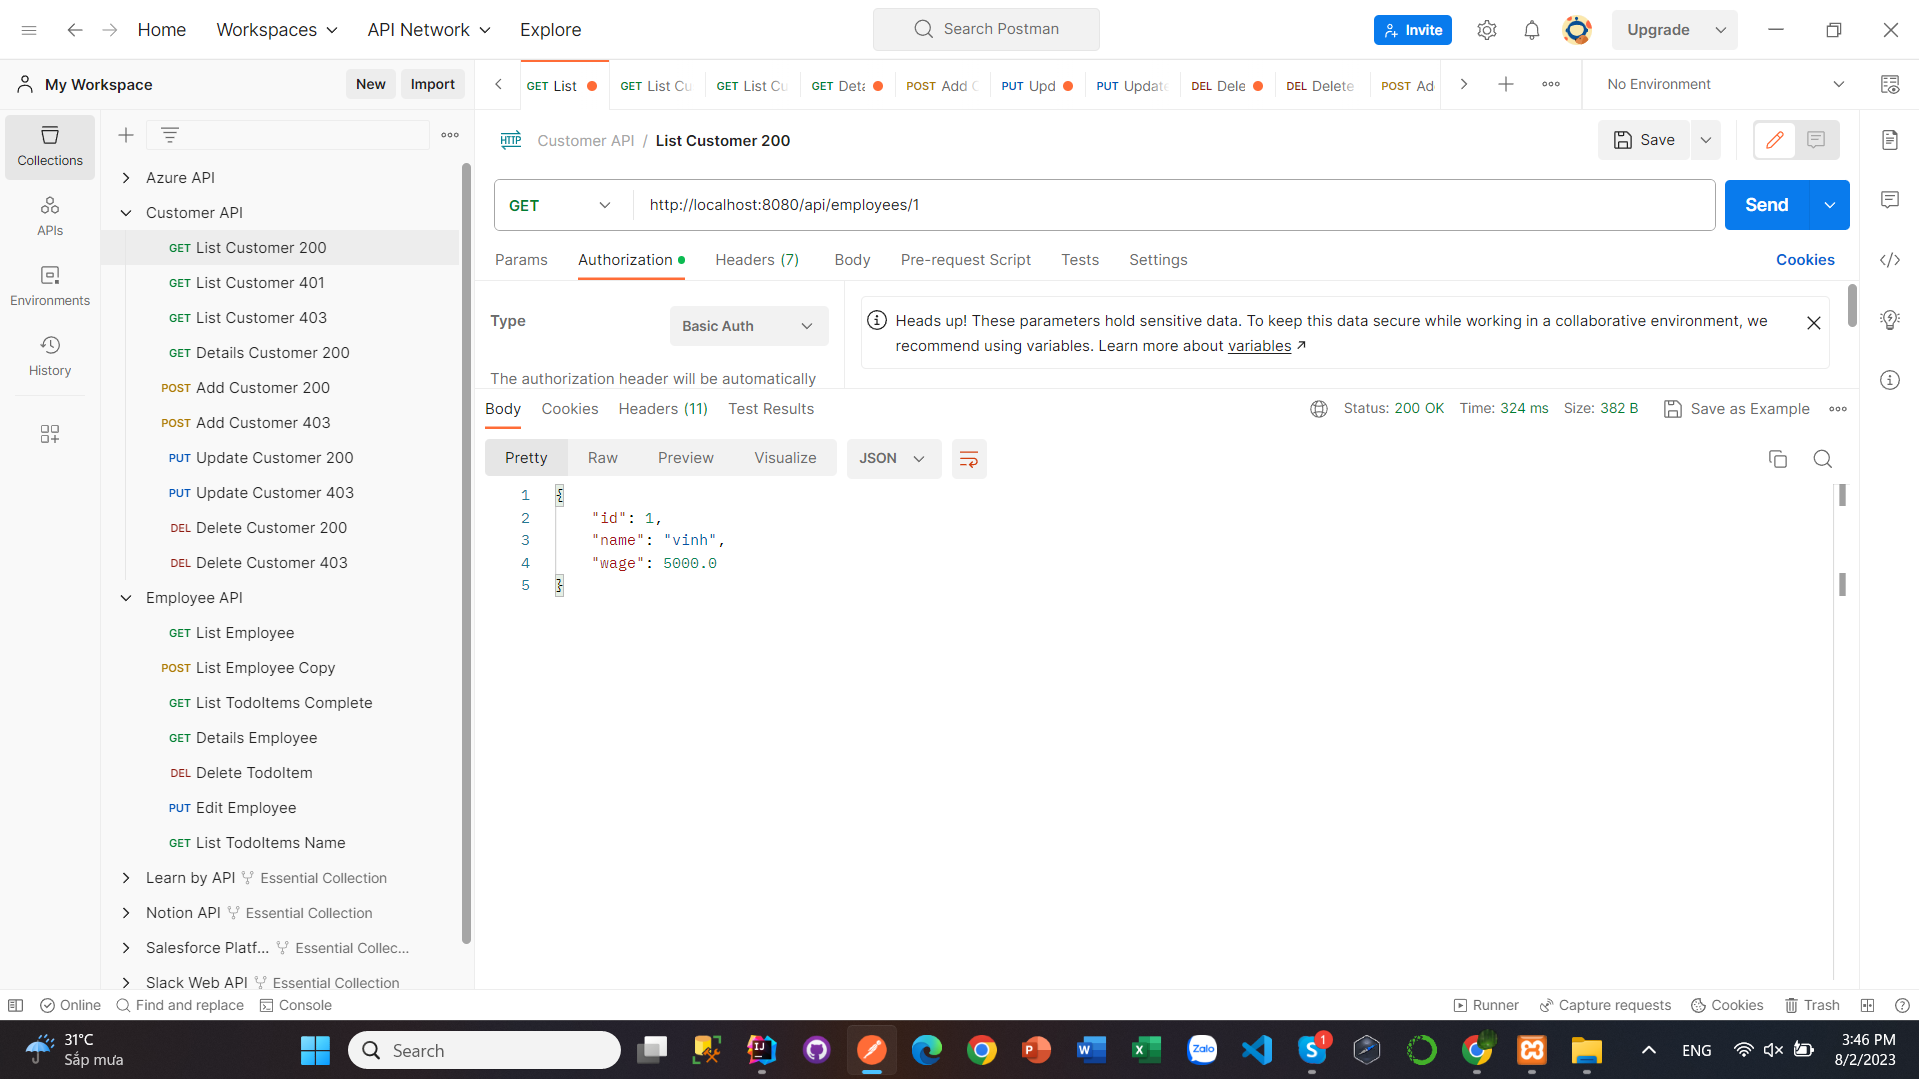 Home Workspaces API Network Explore Search Postman Invite Upgrade
My Workspace New Import GET List GET List Cu GET List Cu GET Deta POST Add C PUT Upd PUT Update DEL Dele DEL Delete POST Ad No Environment
Collections
APIs
Environments
History
Azure API
Customer API
GET List Customer 200
GET List Customer 401
GET List Customer 403
GET Details Customer 200
POST Add Customer 200
POST Add Customer 403
PUT Update Customer 200
PUT Update Customer 403
DEL Delete Customer 200
DEL Delete Customer 403
Employee API
GET List Employee
POST List Employee Copy
GET List TodoItems Complete
GET Details Employee
DEL Delete TodoItem
PUT Edit Employee
GET List TodoItems Name
Learn by API Essential Collection
Notion API Essential Collection
Salesforce Platf... Essential Collec...
Slack Web API Essential Collection
HTTP Customer API / List Customer 200 Save
GET http://localhost:8080/api/employees/1 Send
Params Authorization Headers (7) Body Pre-request Script Tests Settings Cookies
Type Basic Auth
The authorization header will be automatically
Heads up! These parameters hold sensitive data. To keep this data secure while working in a collaborative environment, we
recommend using variables. Learn more about variables ↗
Body Cookies Headers (11) Test Results Status: 200 OK Time: 324 ms Size: 382 B Save as Example
Pretty Raw Preview Visualize JSON
1 {
2 "id": 1,
3 "name": "vinh",
4 "wage": 5000.0
5 }
Online Find and replace Console Runner Capture requests Cookies Trash
31°C
Sắp mưa
Search
IJ
Zalo
1
ENG
3:46 PM
8/2/2023